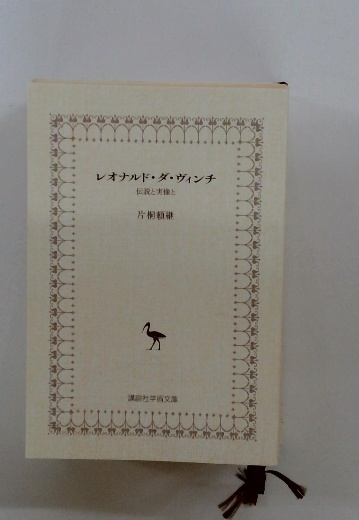 レオナルド・ダ・ヴィンチ
伝説と実像と
片桐頼継
講談社学術文庫